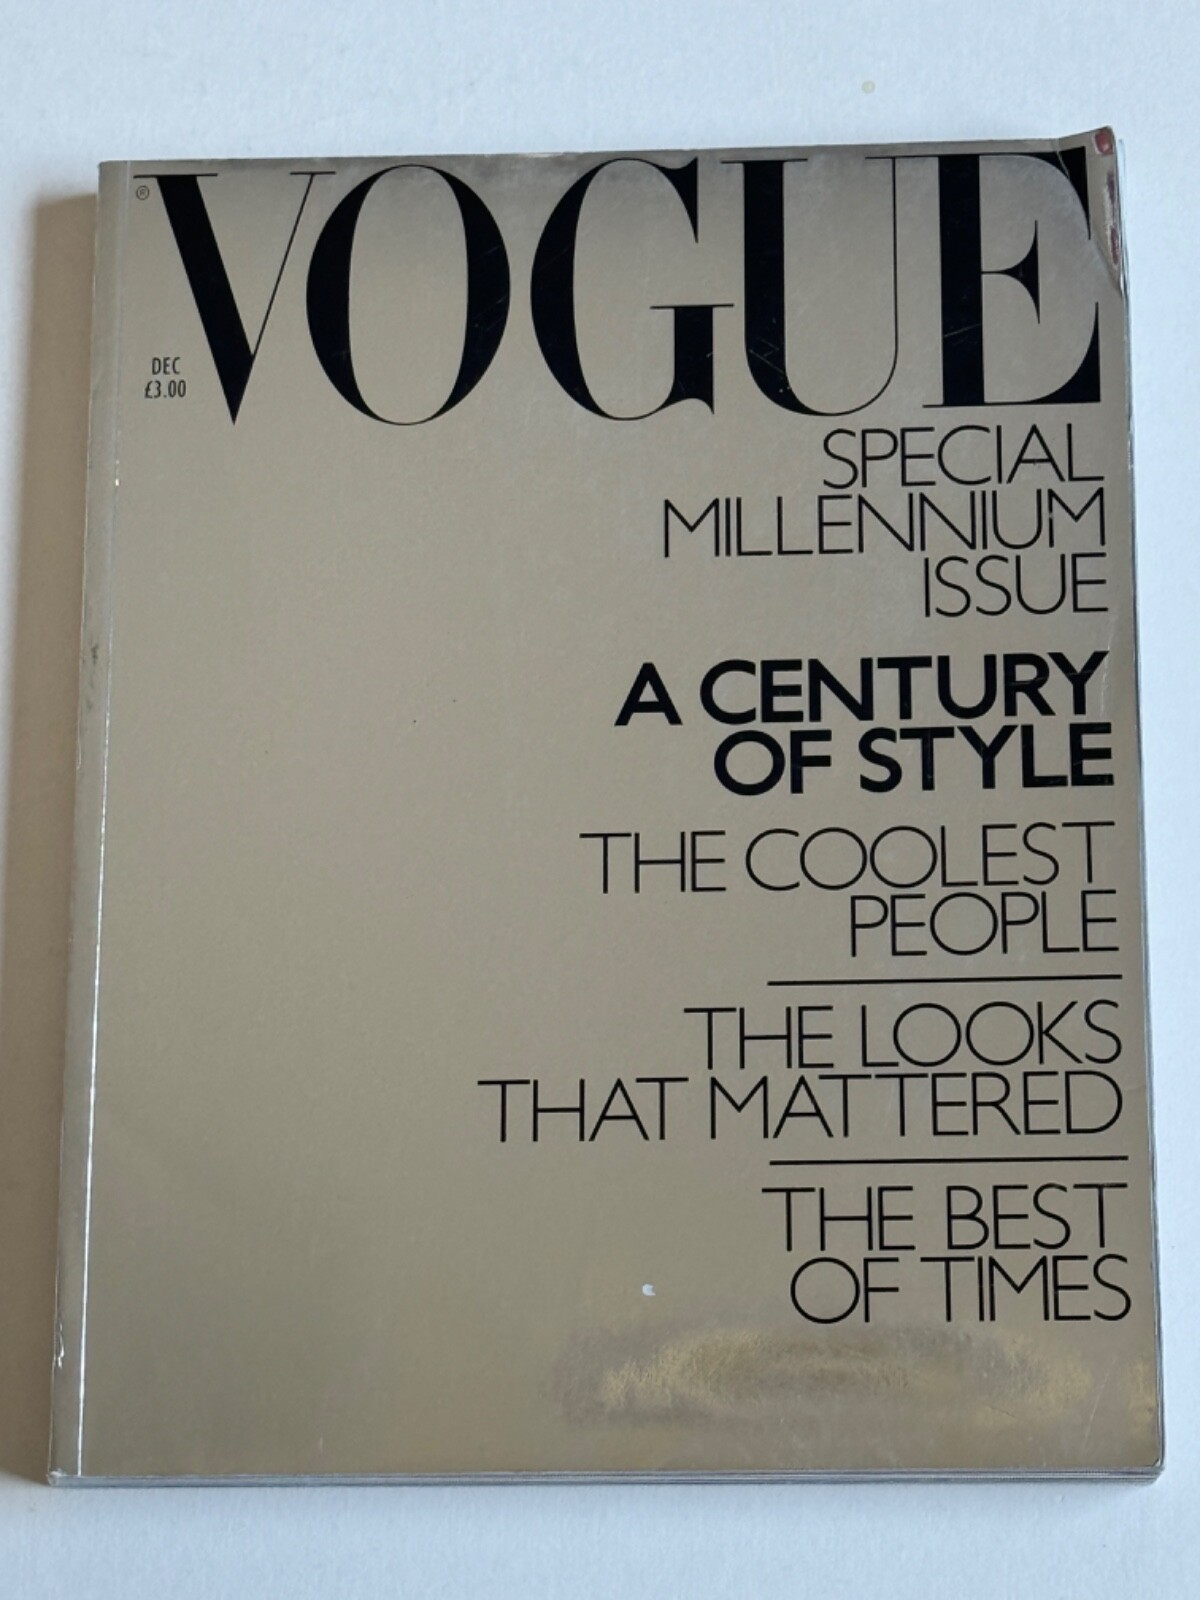 VOGUE
®
DEC
£3.00
SPECIAL
MILLENNIUM
ISSUE
A CENTURY
OF STYLE
THE COOLEST
PEOPLE
THE LOOKS
THAT MATTERED
THE BEST
OF TIMES